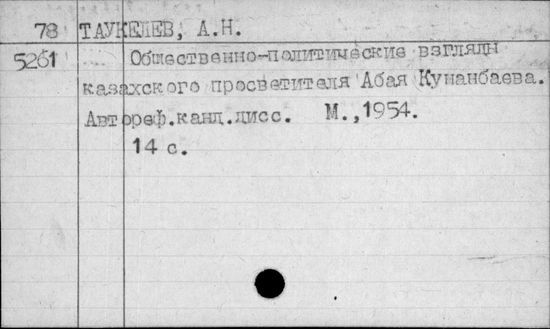 78 ТАУКЕЛЕВ, А.Н.
5261 Общественно-политические взгляды
казахского просветителя Абая Кунанбаева.
Автореф.канд.дисс. М.,1954.
14 с.